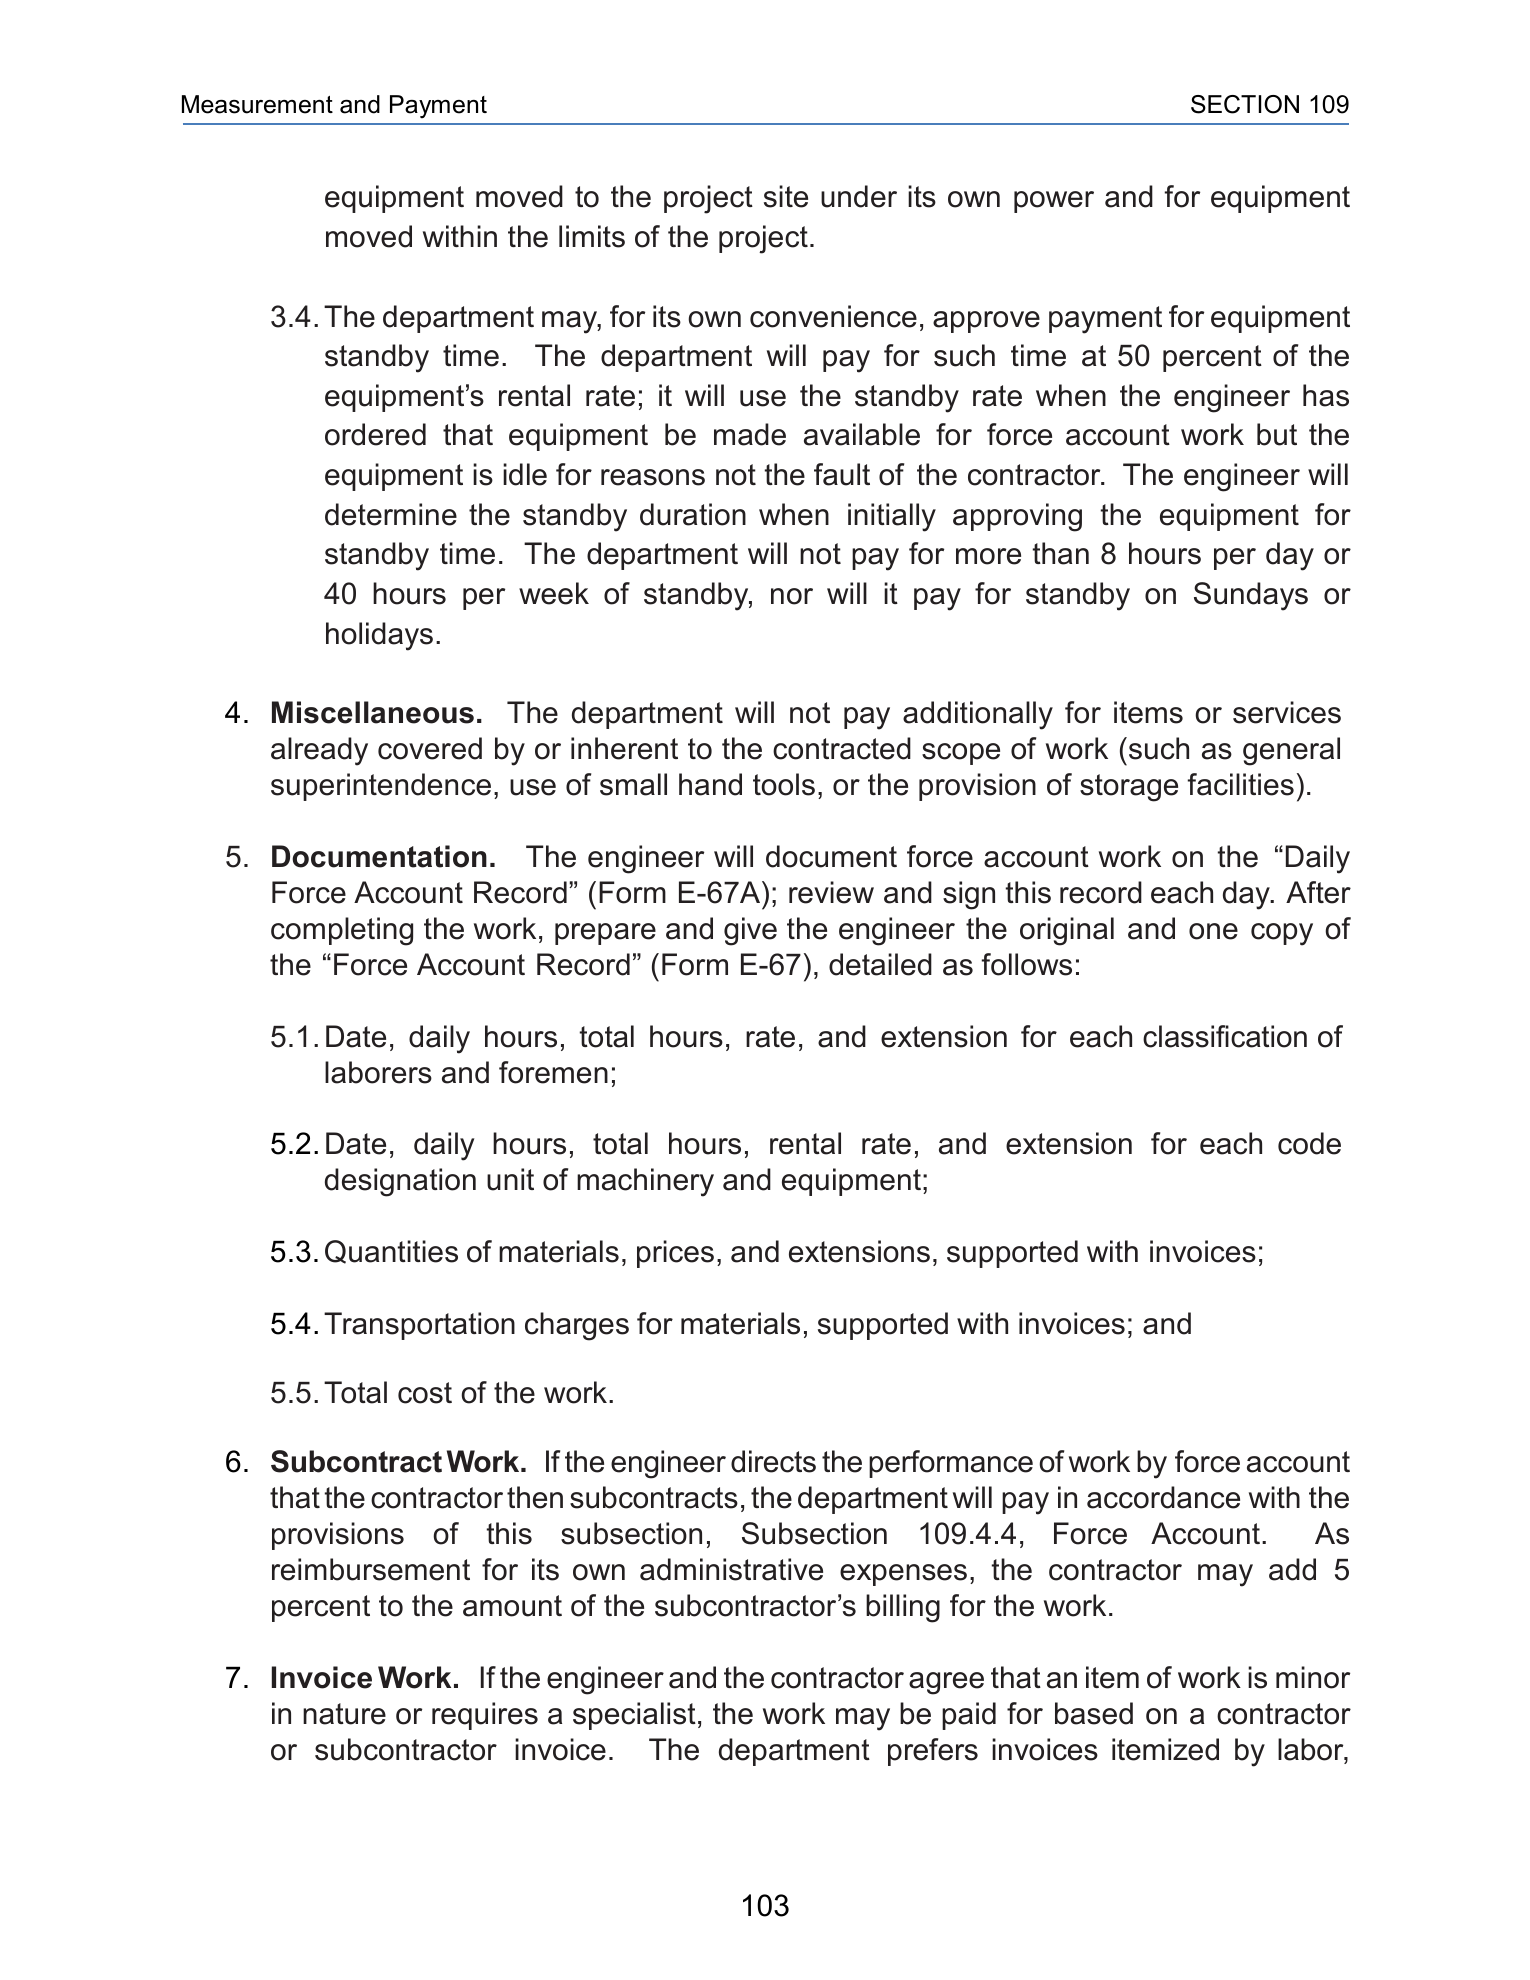 Measurement and Payment SECTION 109
equipment moved to the project site under its own power and for equipment
moved within the limits of the project.
3.4. The department may, for its own convenience, approve payment for equipment
standby time. The department will pay for such time at 50 percent of the
equipment’s rental rate; it will use the standby rate when the engineer has
ordered that equipment be made available for force account work but the
equipment is idle for reasons not the fault of the contractor. The engineer will
determine the standby duration when initially approving the equipment for
standby time. The department will not pay for more than 8 hours per day or
40 hours per week of standby, nor will it pay for standby on Sundays or
holidays.
4. Miscellaneous. The department will not pay additionally for items or services
already covered by or inherent to the contracted scope of work (such as general
superintendence, use of small hand tools, or the provision of storage facilities).
5. Documentation. The engineer will document force account work on the “Daily
Force Account Record” (Form E-67A); review and sign this record each day. After
completing the work, prepare and give the engineer the original and one copy of
the “Force Account Record” (Form E-67), detailed as follows:
5.1. Date, daily hours, total hours, rate, and extension for each classification of
laborers and foremen;
5.2. Date, daily hours, total hours, rental rate, and extension for each code
designation unit of machinery and equipment;
5.3. Quantities of materials, prices, and extensions, supported with invoices;
5.4. Transportation charges for materials, supported with invoices; and
5.5. Total cost of the work.
6. Subcontract Work. If the engineer directs the performance of work by force account
that the contractor then subcontracts, the department will pay in accordance with the
provisions of this subsection, Subsection 109.4.4, Force Account. As
reimbursement for its own administrative expenses, the contractor may add 5
percent to the amount of the subcontractor’s billing for the work.
7. Invoice Work. If the engineer and the contractor agree that an item of work is minor
in nature or requires a specialist, the work may be paid for based on a contractor
or subcontractor invoice. The department prefers invoices itemized by labor,
103